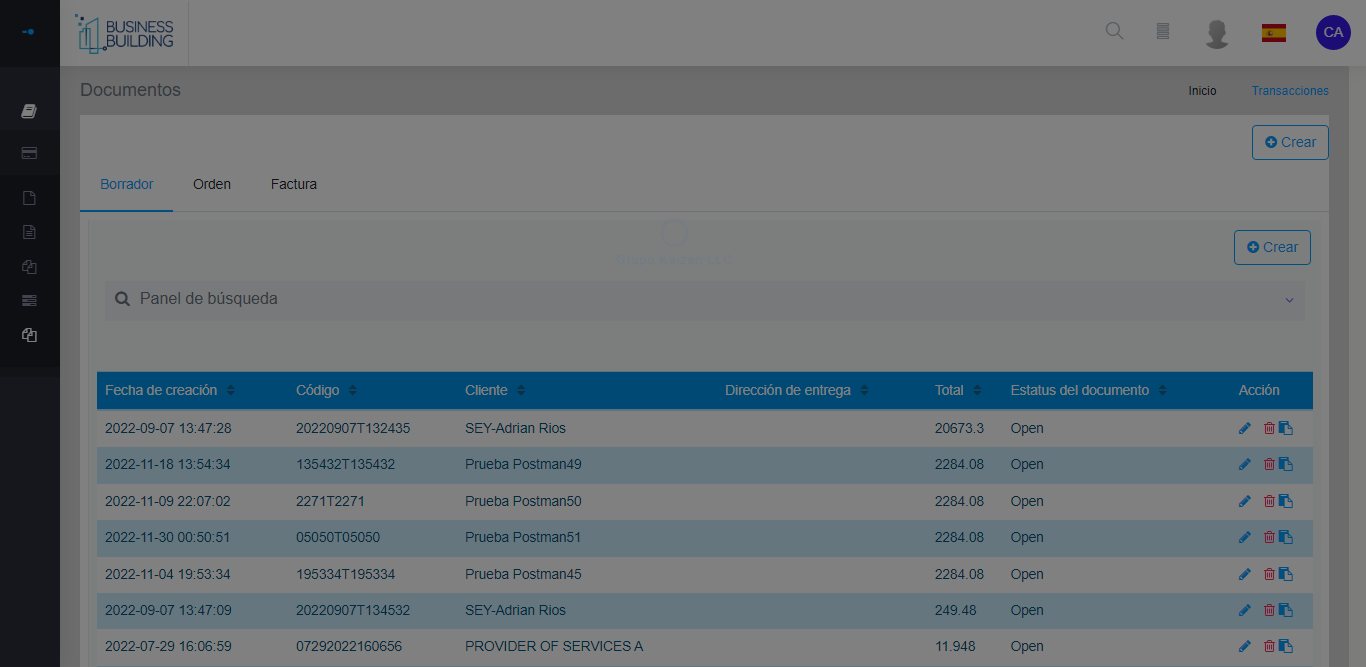 BUSINESS
BUILDING
CA
Documentos
Inicio
Transacciones
Crear
Borrador
Orden
Factura
Crear
Panel de búsqueda
Fecha de creación Código Cliente Dirección de entrega Total Estatus del documento Acción
2022-09-07 13:47:28 20220907T132435 SEY-Adrian Rios 20673.3 Open
2022-11-18 13:54:34 135432T135432 Prueba Postman49 2284.08 Open
2022-11-09 22:07:02 2271T2271 Prueba Postman50 2284.08 Open
2022-11-30 00:50:51 05050T05050 Prueba Postman51 2284.08 Open
2022-11-04 19:53:34 195334T195334 Prueba Postman45 2284.08 Open
2022-09-07 13:47:09 20220907T134532 SEY-Adrian Rios 249.48 Open
2022-07-29 16:06:59 07292022160656 PROVIDER OF SERVICES A 11.948 Open